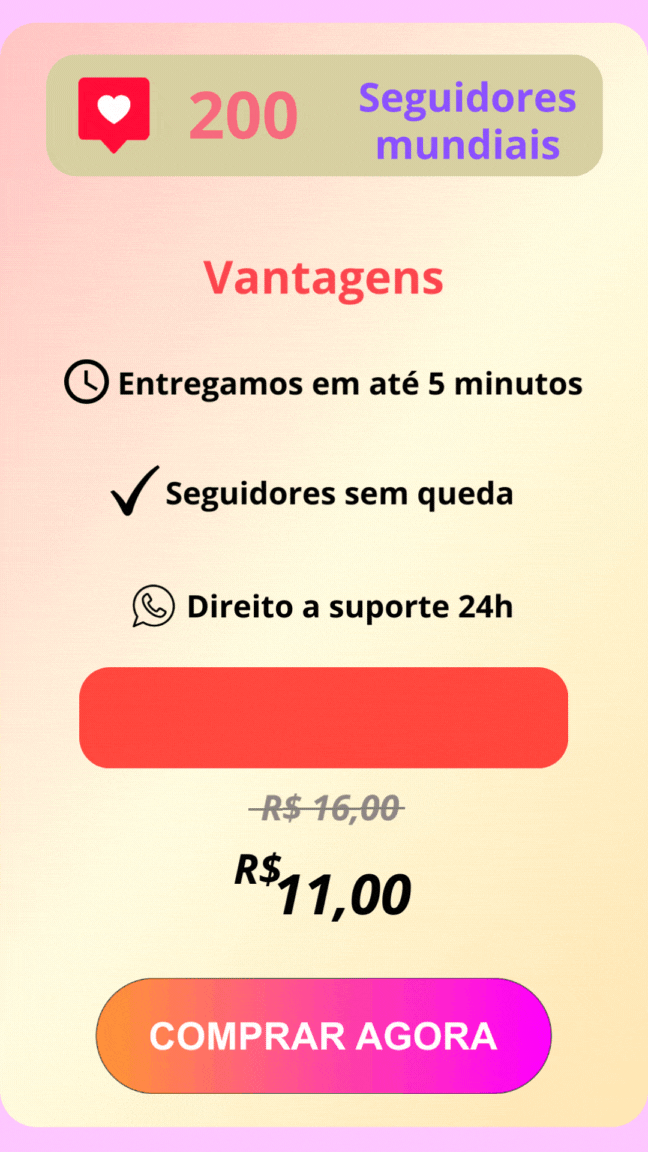 200
Seguidores
mundiais
Vantagens
Entregamos em até 5 minutos
Seguidores sem queda
Direito a suporte 24h
R$ 16,00
R$ 11,00
COMPRAR AGORA